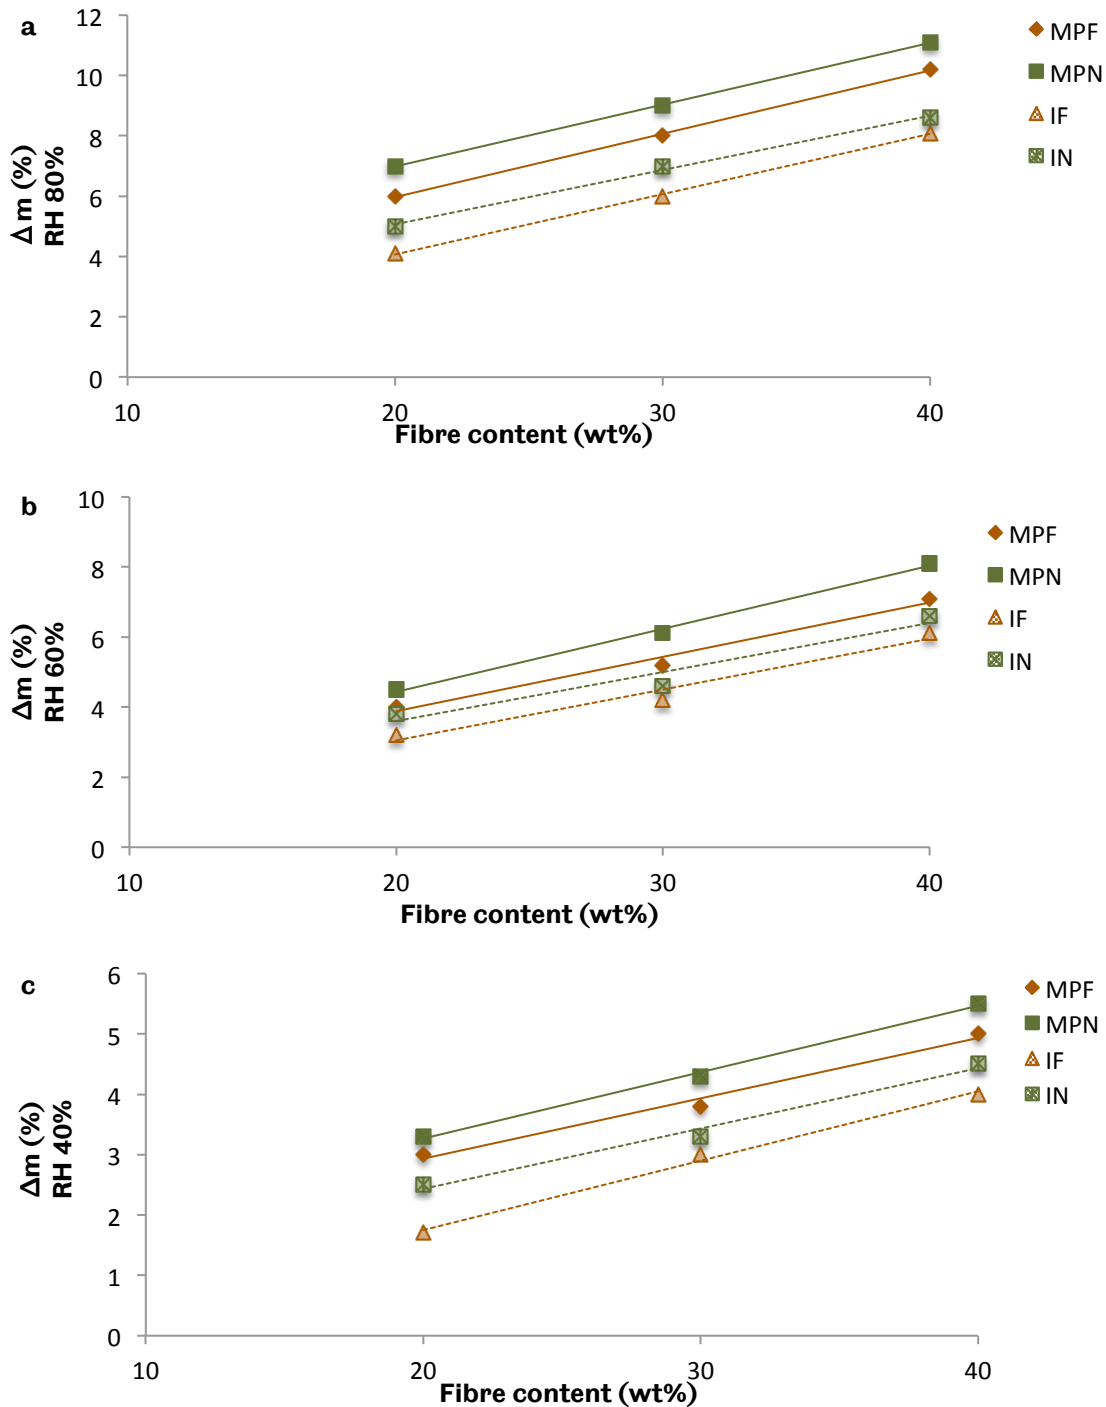 a
Δ m (%)
RH 80%
12
10
8
6
4
2
0
10
20
30
40
Fibre content (wt%)
MPF
MPN
IF
IN
b
Δm (%)
RH 60%
10
8
6
4
2
0
10
20
30
40
Fibre content (wt%)
MPF
MPN
IF
IN
c
Δm (%)
RH 40%
6
5
4
3
2
1
0
10
20
30
40
Fibre content (wt%)
MPF
MPN
IF
IN